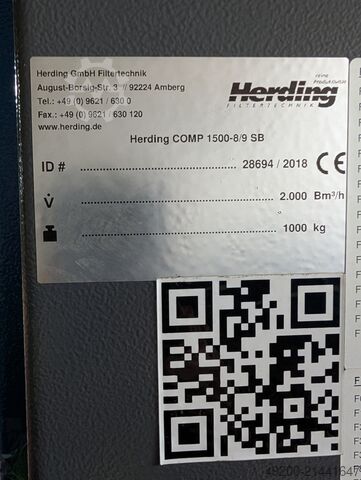 Herding GmbH Filtertechnik
August-Borsig-Str. 3 // 92224 Amberg
Tel.: +49 (0) 9621 / 630 0
Fax.: +49 (0) 9621 / 630 120
www.herding.de
reine
Produktivität
Herding
FILTERTECHNIK
Herding COMP 1500-8/9 SB
ID # 28694 / 2018 CE
V̇ 2.000 Bm³/h
1000 kg